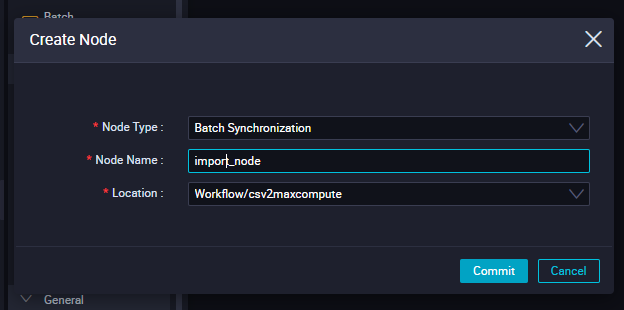 Batch
Create Node
* Node Type :
Batch Synchronization
* Node Name :
import_node
* Location :
Workflow/csv2maxcompute
Commit
Cancel
General